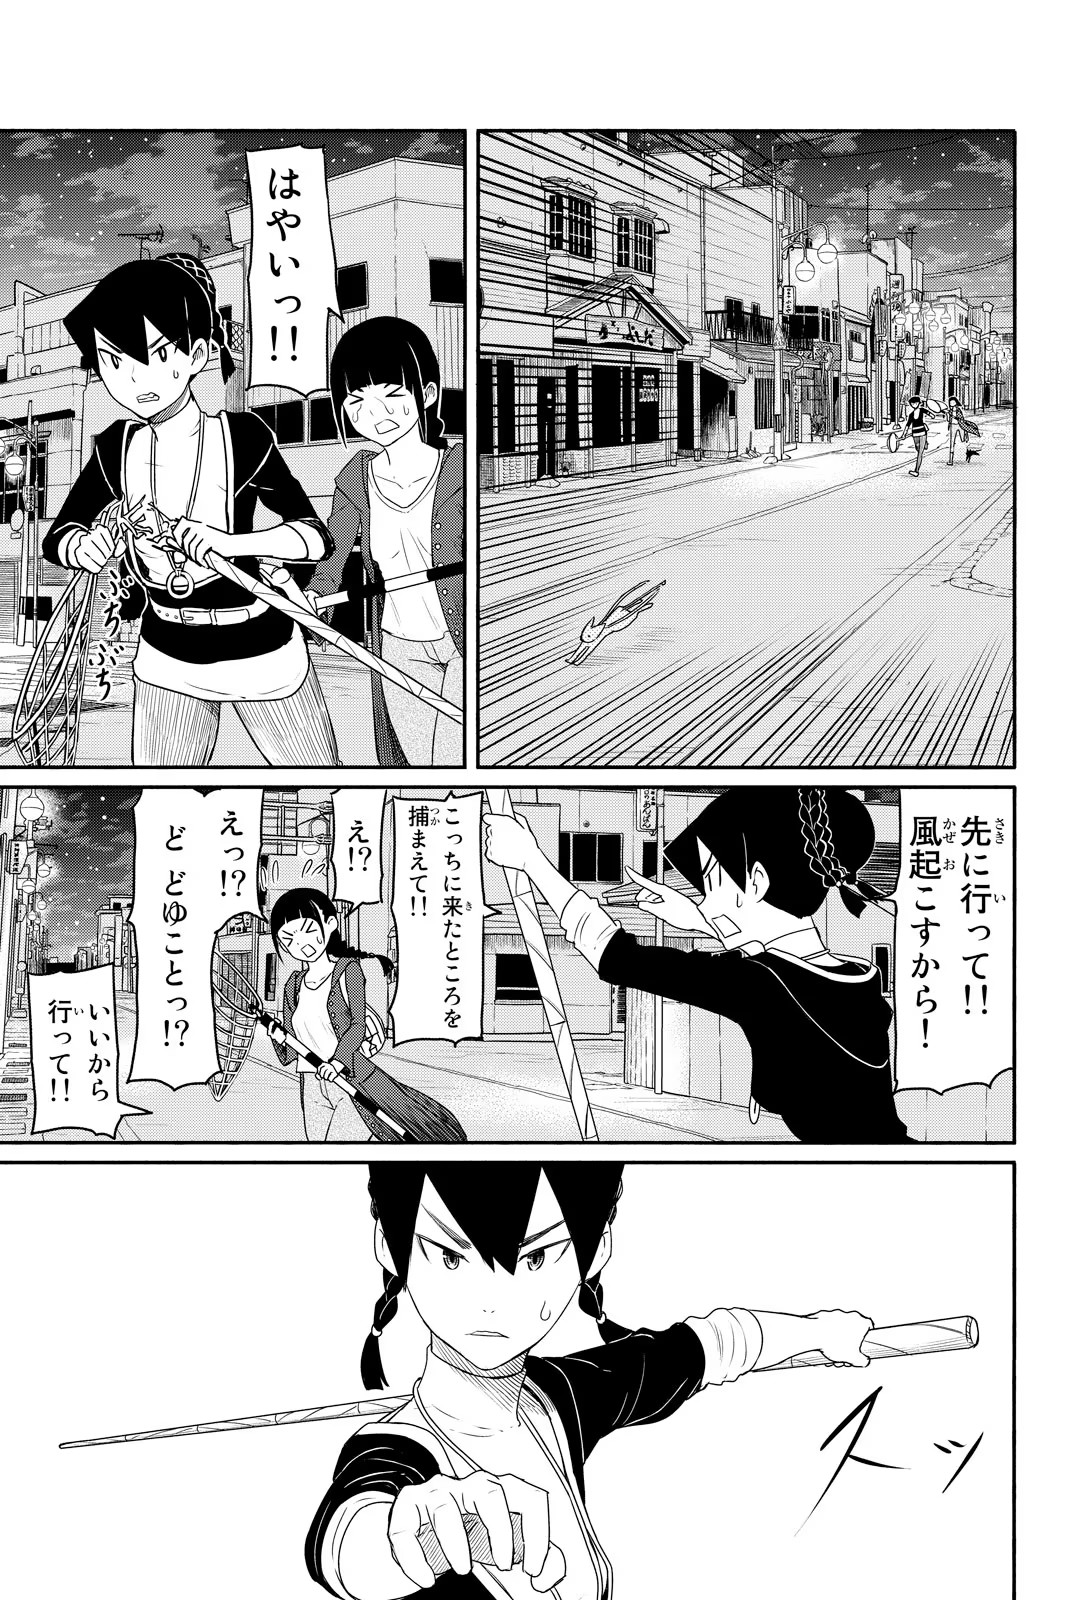 はやいっ!!
ぶちぶち
先に行って!!
風起こすから!
こっちに来たところを
捕まえて!!
え!?
えっ!?
ど どゆことっ!?
いいから
行って!!
スッ